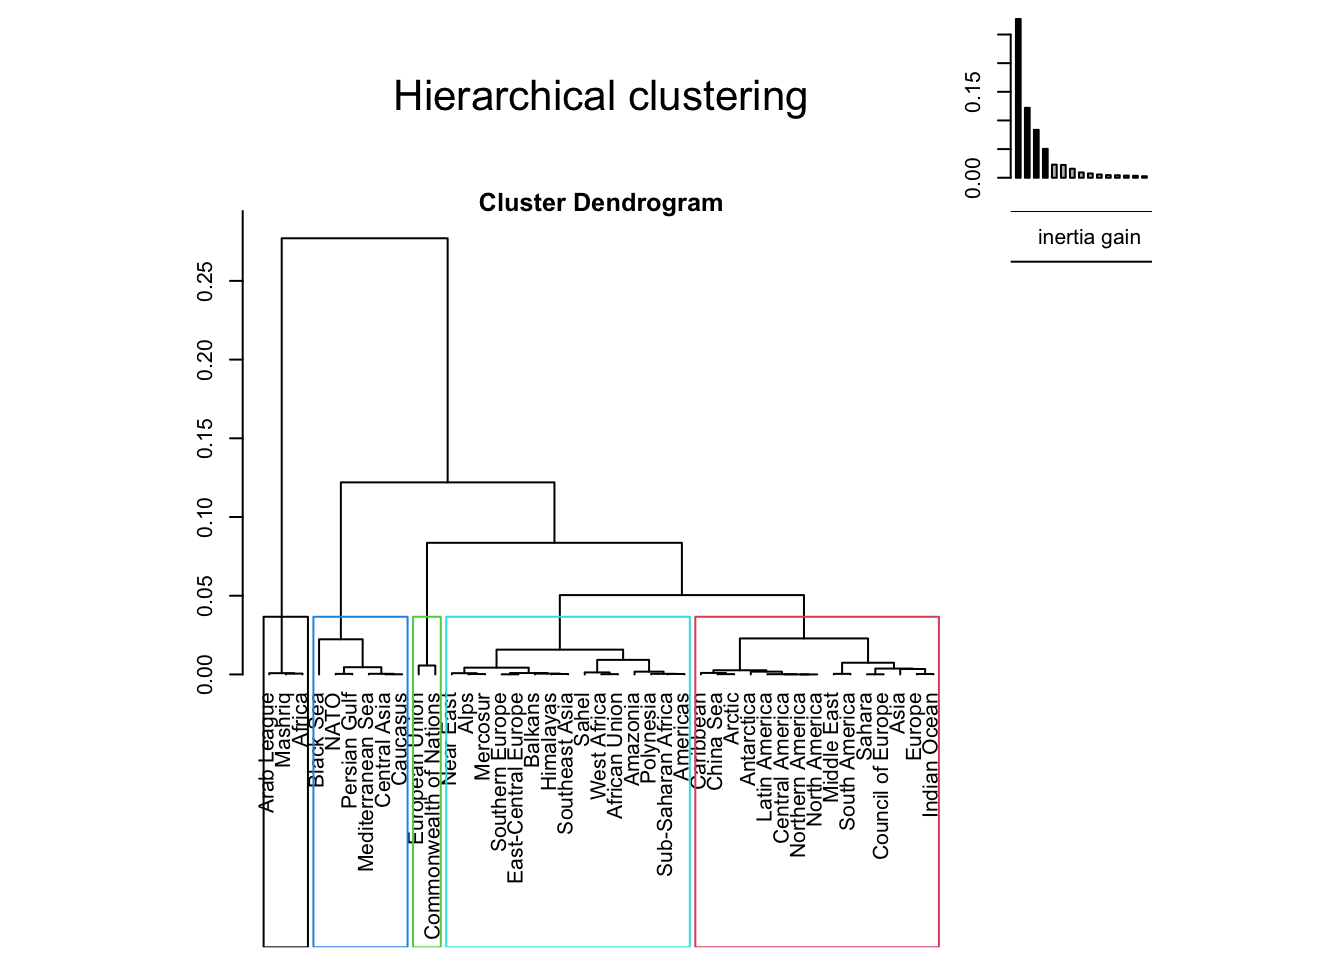 Hierarchical clustering
0.15
0.00
inertia gain
Cluster Dendrogram
0.25
0.20
0.15
0.10
0.05
0.00
Arab League
Mashriq
Africa
Black Sea
NATO
Persian Gulf
Mediterranean Sea
Central Asia
Caucasus
European Union
Commonwealth of Nations
Near East
Alps
Mercosur
Southern Europe
East-Central Europe
Balkans
Himalayas
Southeast Asia
Sahel
West Africa
African Union
Amazonia
Polynesia
Sub-Saharan Africa
Americas
Caribbean
China Sea
Arctic
Antarctica
Latin America
Central America
Northern America
North America
Middle East
South America
Sahara
Council of Europe
Asia
Europe
Indian Ocean